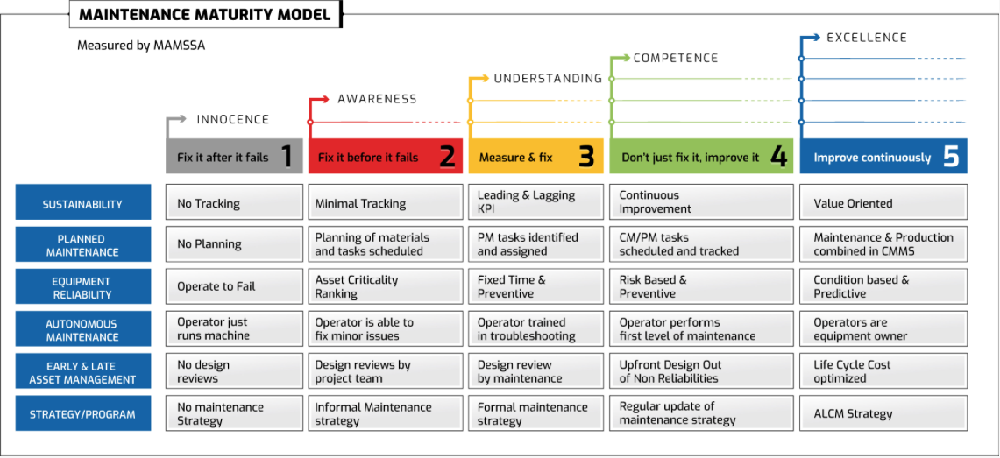 MAINTENANCE MATURITY MODEL
Measured by MAMSSA
EXCELLENCE
COMPETENCE
UNDERSTANDING
AWARENESS
INNOCENCE
Fix it after it fails 1
Fix it before it fails 2
Measure & fix 3
Don't just fix it, improve it 4
Improve continuously 5
SUSTAINABILITY
No Tracking
Minimal Tracking
Leading & Lagging
KPI
Continuous
Improvement
Value Oriented
PLANNED
MAINTENANCE
No Planning
Planning of materials
and tasks scheduled
PM tasks identified
and assigned
CM/PM tasks
scheduled and tracked
Maintenance & Production
combined in CMMS
EQUIPMENT
RELIABILITY
Operate to Fail
Asset Criticality
Ranking
Fixed Time &
Preventive
Risk Based &
Preventive
Condition based &
Predictive
AUTONOMOUS
MAINTENANCE
Operator just
runs machine
Operator is able to
fix minor issues
Operator trained
in troubleshooting
Operator performs
first level of maintenance
Operators are
equipment owner
EARLY & LATE
ASSET MANAGEMENT
No design
reviews
Design reviews by
project team
Design review
by maintenance
Upfront Design Out
of Non Reliabilities
Life Cycle Cost
optimized
STRATEGY/PROGRAM
No maintenance
Strategy
Informal Maintenance
strategy
Formal maintenance
strategy
Regular update of
maintenance strategy
ALCM Strategy